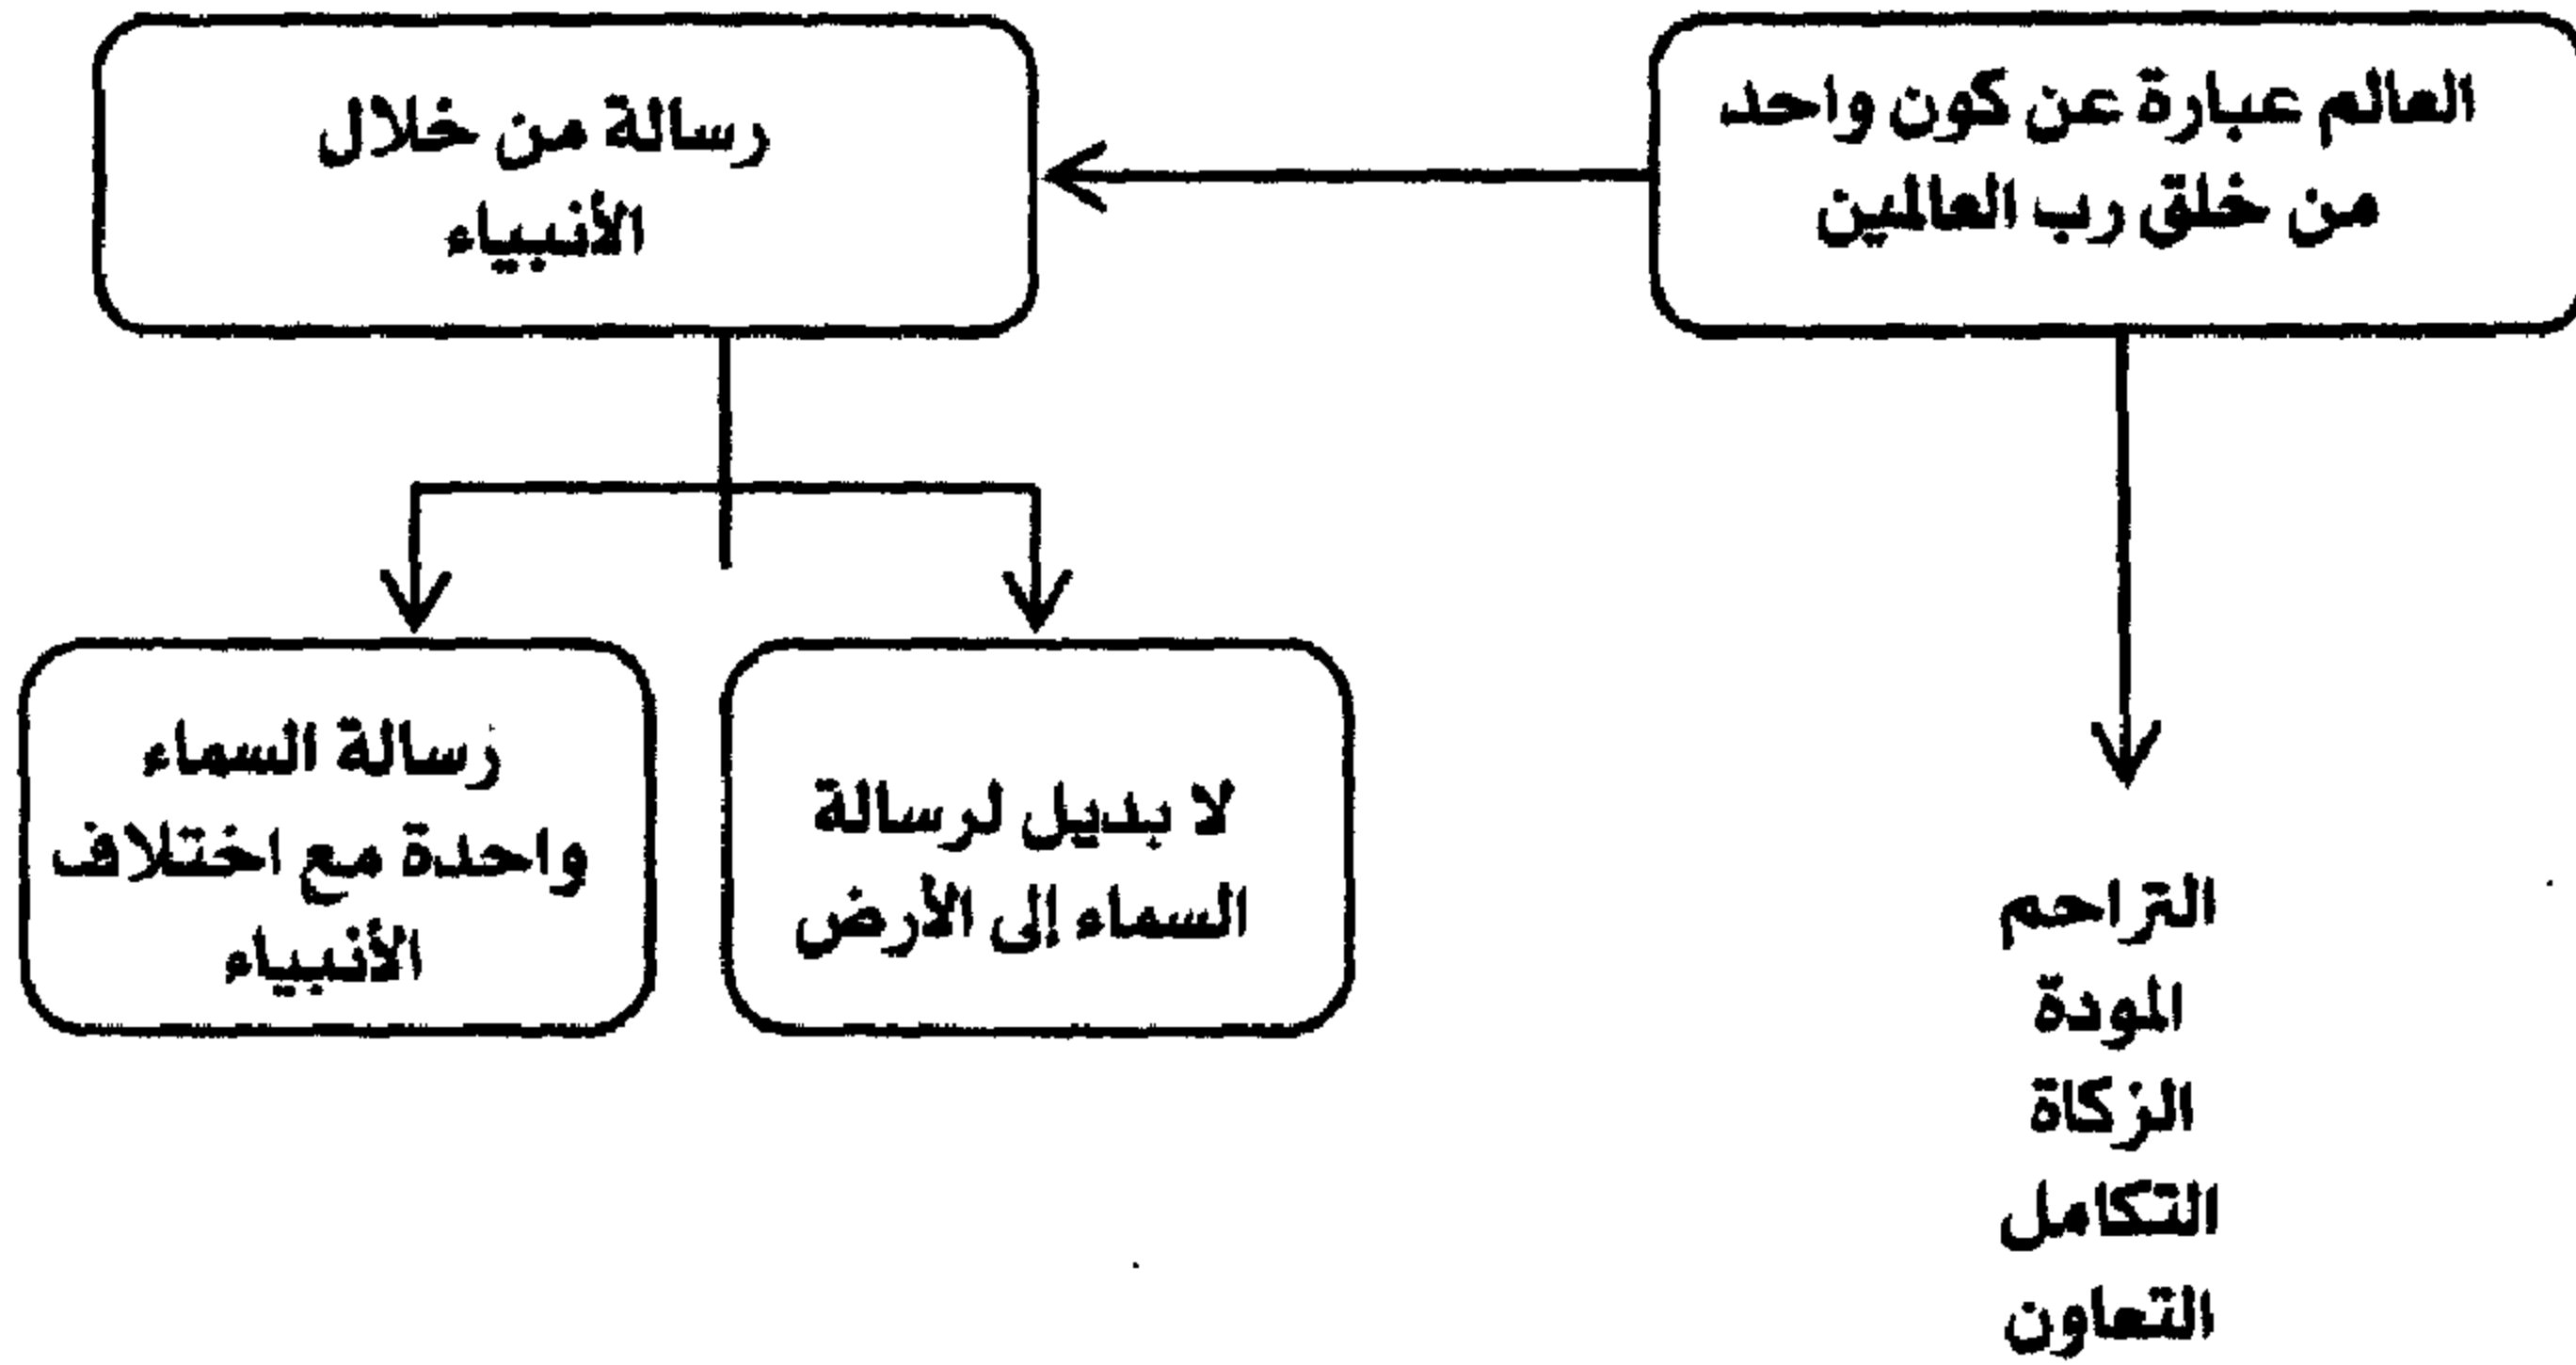 العالم عبارة عن كون واحد
من خلق رب العالمين
رسالة من خلال
الأنبياء
لا بديل لرسالة
السماء إلى الأرض
رسالة السماء
واحدة مع اختلاف
الأنبياء
التراحم
المودة
الزكاة
التكامل
التعاون